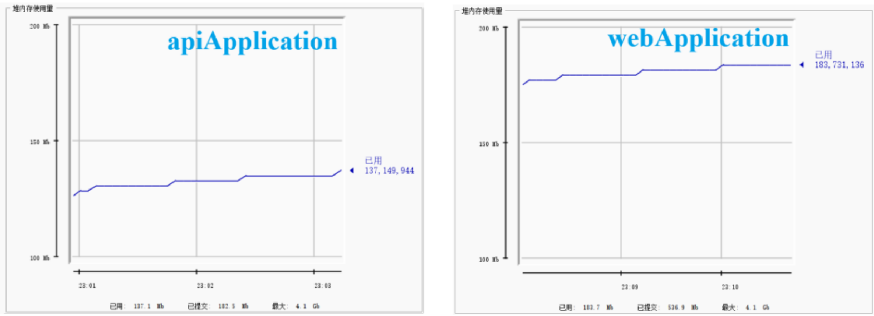 堆内存使用量
200 Mb
apiApplication
150 Mb
已用
137,149,944
100 Mb
23:01
23:02
23:03
已用: 137.1 Mb 已提交: 182.5 Mb 最大: 4.1 Gb
堆内存使用量
200 Mb
webApplication
已用
183,731,136
150 Mb
100 Mb
23:09
23:10
已用: 183.7 Mb 已提交: 536.9 Mb 最大: 4.1 Gb